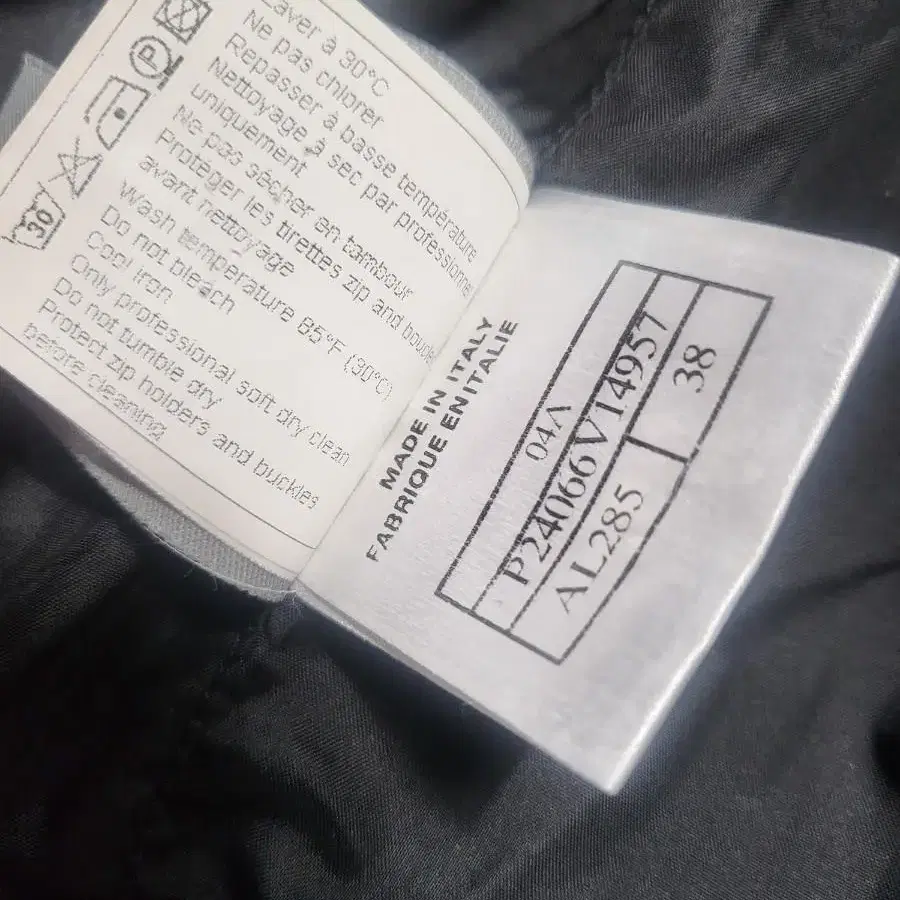 Laver à 30°C
Ne pas chlorer
Repasser à basse température
Nettoyage à sec par professionnel
uniquement
Ne pas sécher en tambour
Protéger les tirettes zip and boucles
avant nettoyage
Wash temperature 85°F (30°C)
Do not bleach
Cool iron
Only professional soft dry clean
Do not tumble dry
Protect zip holders and buckles
before cleaning
30
P
MADE IN ITALY
FABRIQUE EN ITALIE
04A
P24066V14957
AL285
38